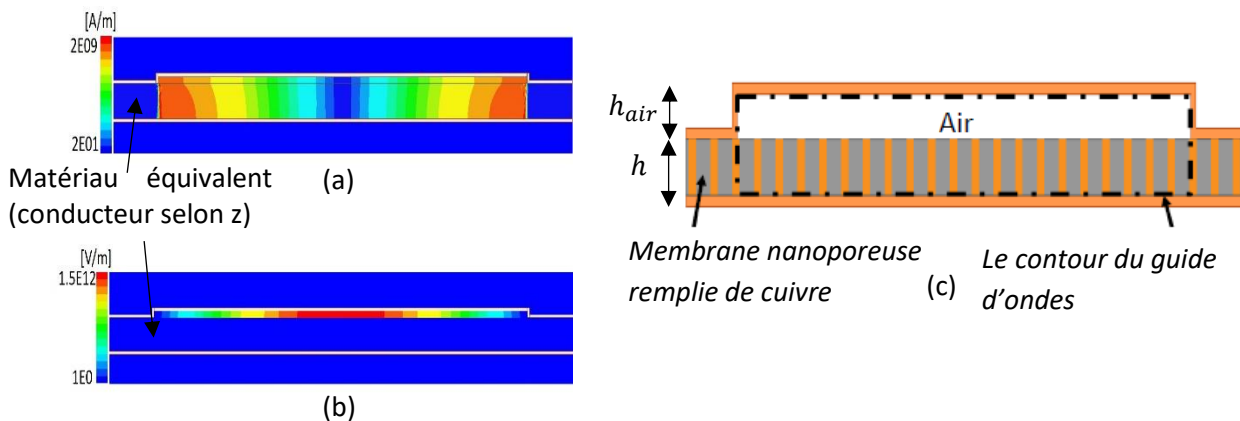 [A/m]
2E09
2E01
Matériau équivalent
(conducteur selon z)
(a)
[V/m]
1.5E12
1E0
(b)
h_air
Air
h
Membrane nanoporeuse
remplie de cuivre
(c)
Le contour du guide
d'ondes